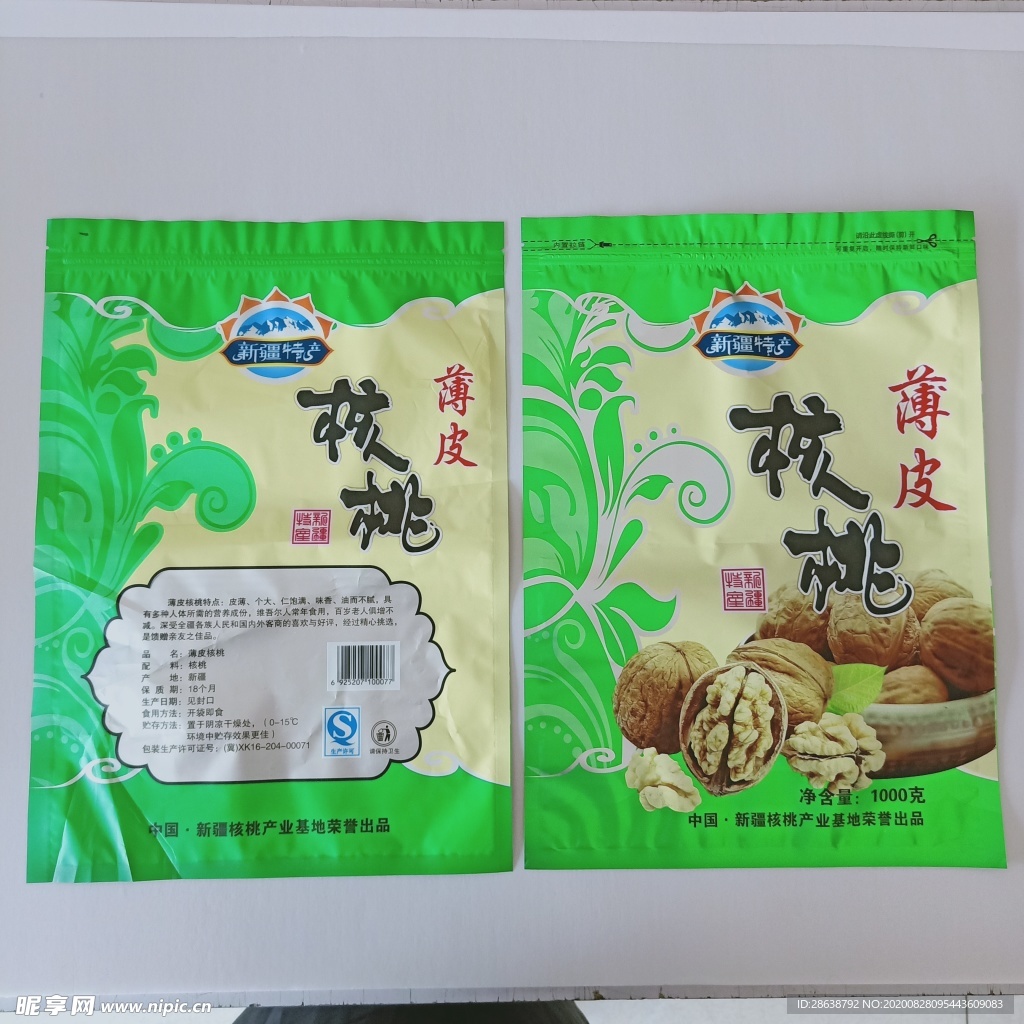 新疆特产
薄皮
核桃
新疆
特产
薄皮核桃特点：皮薄、个大、仁饱满、味香、油而不腻，具
有多种人体所需的营养成份，维吾尔人常年食用，百岁老人俱增不
减。深受全疆各族人民和国内外客商的喜欢与好评，经过精心挑选，
是馈赠亲友之佳品。
品 名：薄皮核桃
配 料：核桃
产 地：新疆
保 质 期：18个月
生产日期：见封口
食用方法：开袋即食
贮存方法：置于阴凉干燥处，（0-15℃
环境中贮存效果更佳）
包装生产许可证号：(冀)XK16-204-00071
6 925207 100077
生产许可
请保持卫生
中国·新疆核桃产业基地荣誉出品
内置拉链
新疆特产
薄皮
核桃
新疆
特产
净含量：1000克
中国·新疆核桃产业基地荣誉出品
昵享网 www.nipic.cn
ID:28638792 NO:20200828095443609083